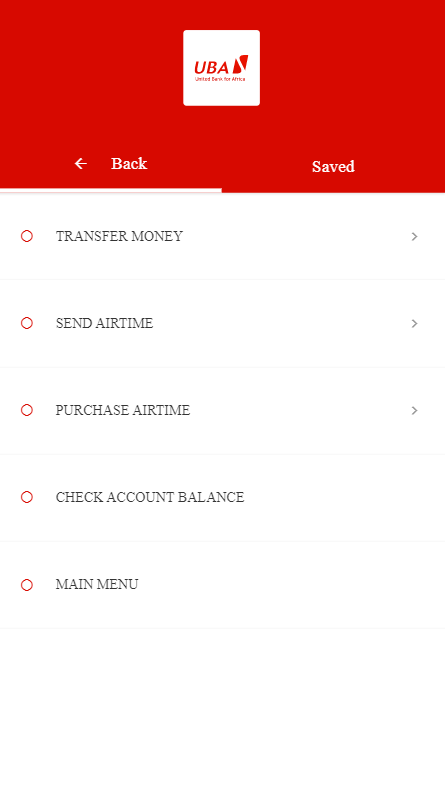 UBA
United Bank for Africa
Back
Saved
TRANSFER MONEY
SEND AIRTIME
PURCHASE AIRTIME
CHECK ACCOUNT BALANCE
MAIN MENU